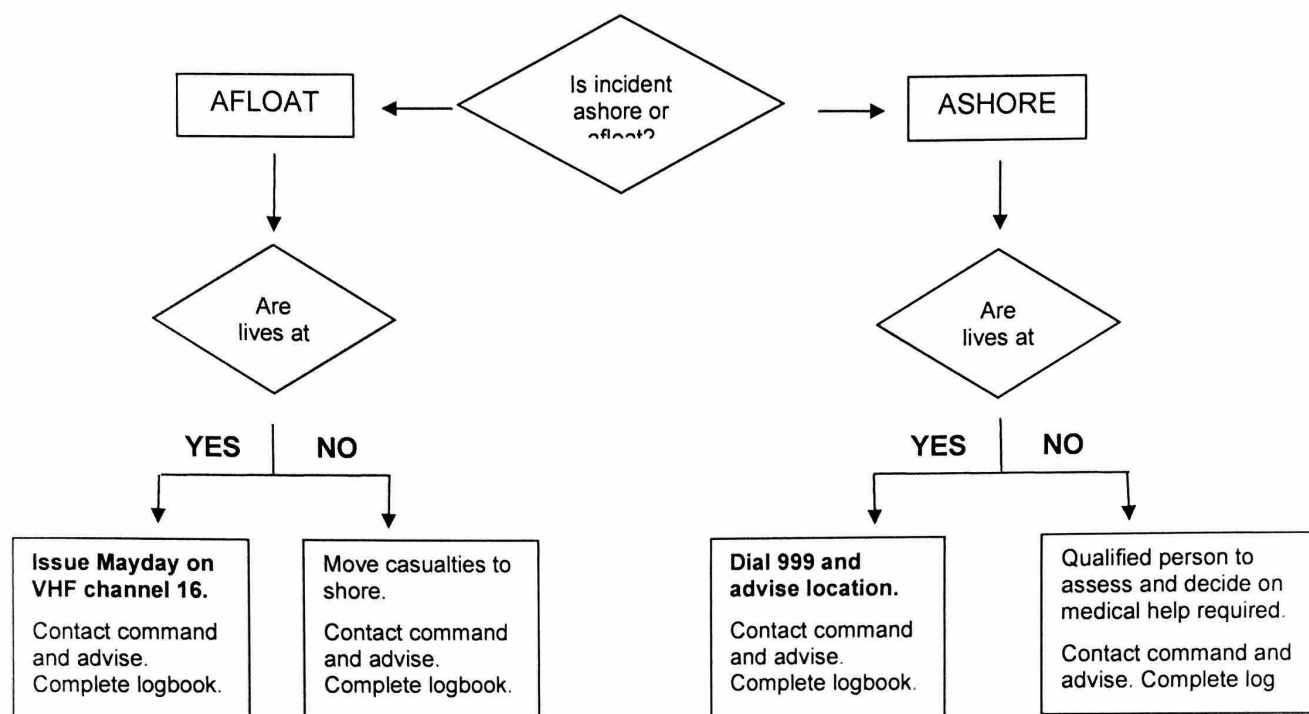 Is incident
ashore or
afloat?
AFLOAT
ASHORE
Are
lives at
Are
lives at
YES
NO
YES
NO
Issue Mayday on
VHF channel 16.
Contact command
and advise.
Complete logbook.
Move casualties to
shore.
Contact command
and advise.
Complete logbook.
Dial 999 and
advise location.
Contact command
and advise.
Complete logbook.
Qualified person to
assess and decide on
medical help required.
Contact command and
advise. Complete log